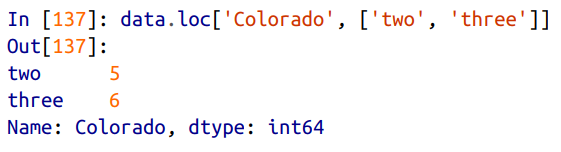 In [137]: data.loc['Colorado', ['two', 'three']]
Out[137]:
two      5
three    6
Name: Colorado, dtype: int64